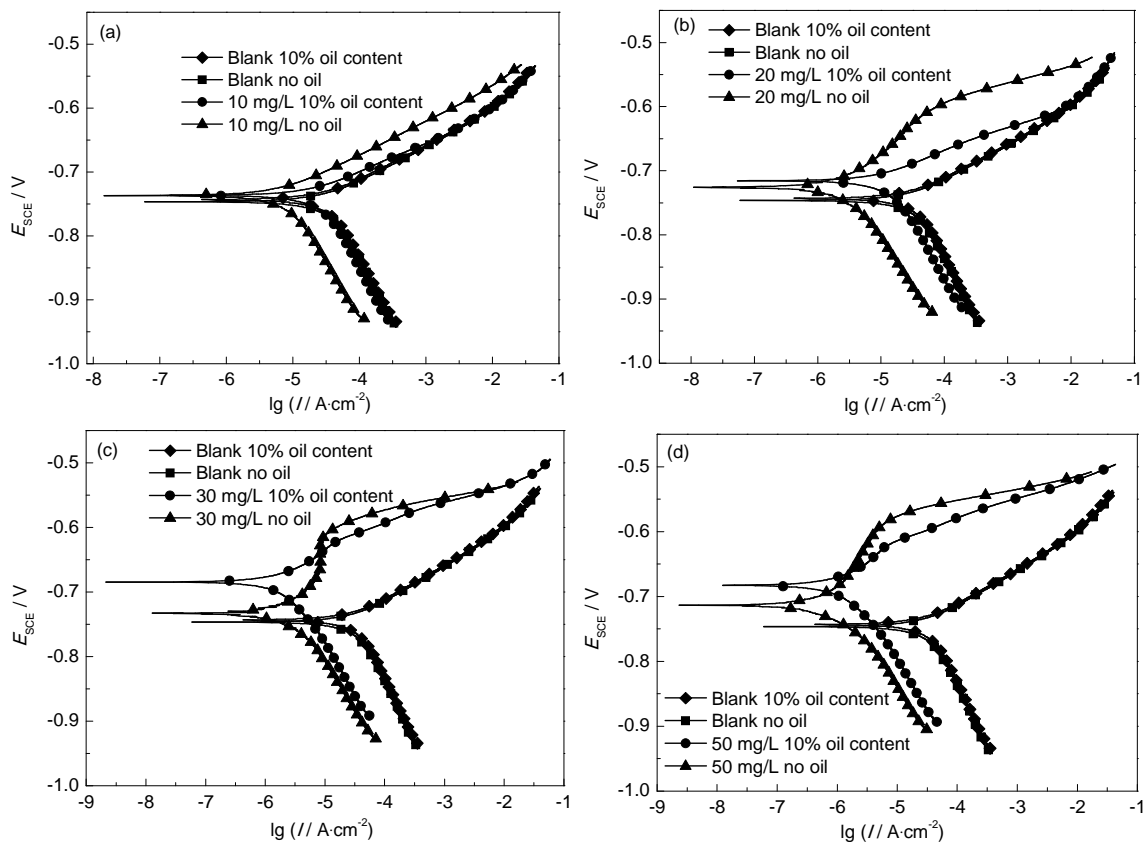 (a)
Blank 10% oil content
Blank no oil
10 mg/L 10% oil content
10 mg/L no oil
-0.5
-0.6
-0.7
-0.8
-0.9
-1.0
E_SCE / V
-8 -7 -6 -5 -4 -3 -2 -1
lg (I/ A·cm⁻²)
(b)
Blank 10% oil content
Blank no oil
20 mg/L 10% oil content
20 mg/L no oil
-0.5
-0.6
-0.7
-0.8
-0.9
-1.0
E_SCE / V
-8 -7 -6 -5 -4 -3 -2 -1
lg (I/ A·cm⁻²)
(c)
Blank 10% oil content
Blank no oil
30 mg/L 10% oil content
30 mg/L no oil
-0.5
-0.6
-0.7
-0.8
-0.9
-1.0
E_SCE / V
-9 -8 -7 -6 -5 -4 -3 -2 -1
lg (I/ A·cm⁻²)
(d)
-0.5
-0.6
-0.7
-0.8
-0.9
-1.0
E_SCE / V
Blank 10% oil content
Blank no oil
50 mg/L 10% oil content
50 mg/L no oil
-9 -8 -7 -6 -5 -4 -3 -2 -1
lg (I/ A·cm⁻²)